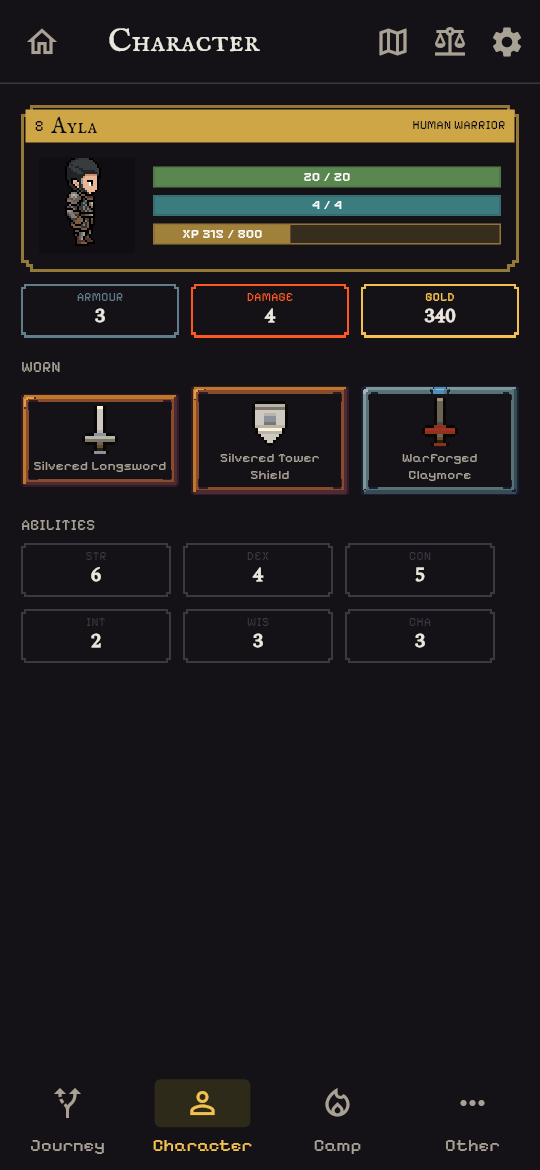 Character
8 Ayla
HUMAN WARRIOR
20 / 20
4 / 4
XP 315 / 800
ARMOUR
3
DAMAGE
4
GOLD
340
WORN
Silvered Longsword
Silvered Tower
Shield
Warforged
Claymore
ABILITIES
STR
6
DEX
4
CON
5
INT
2
WIS
3
CHA
3
Journey
Character
Camp
Other